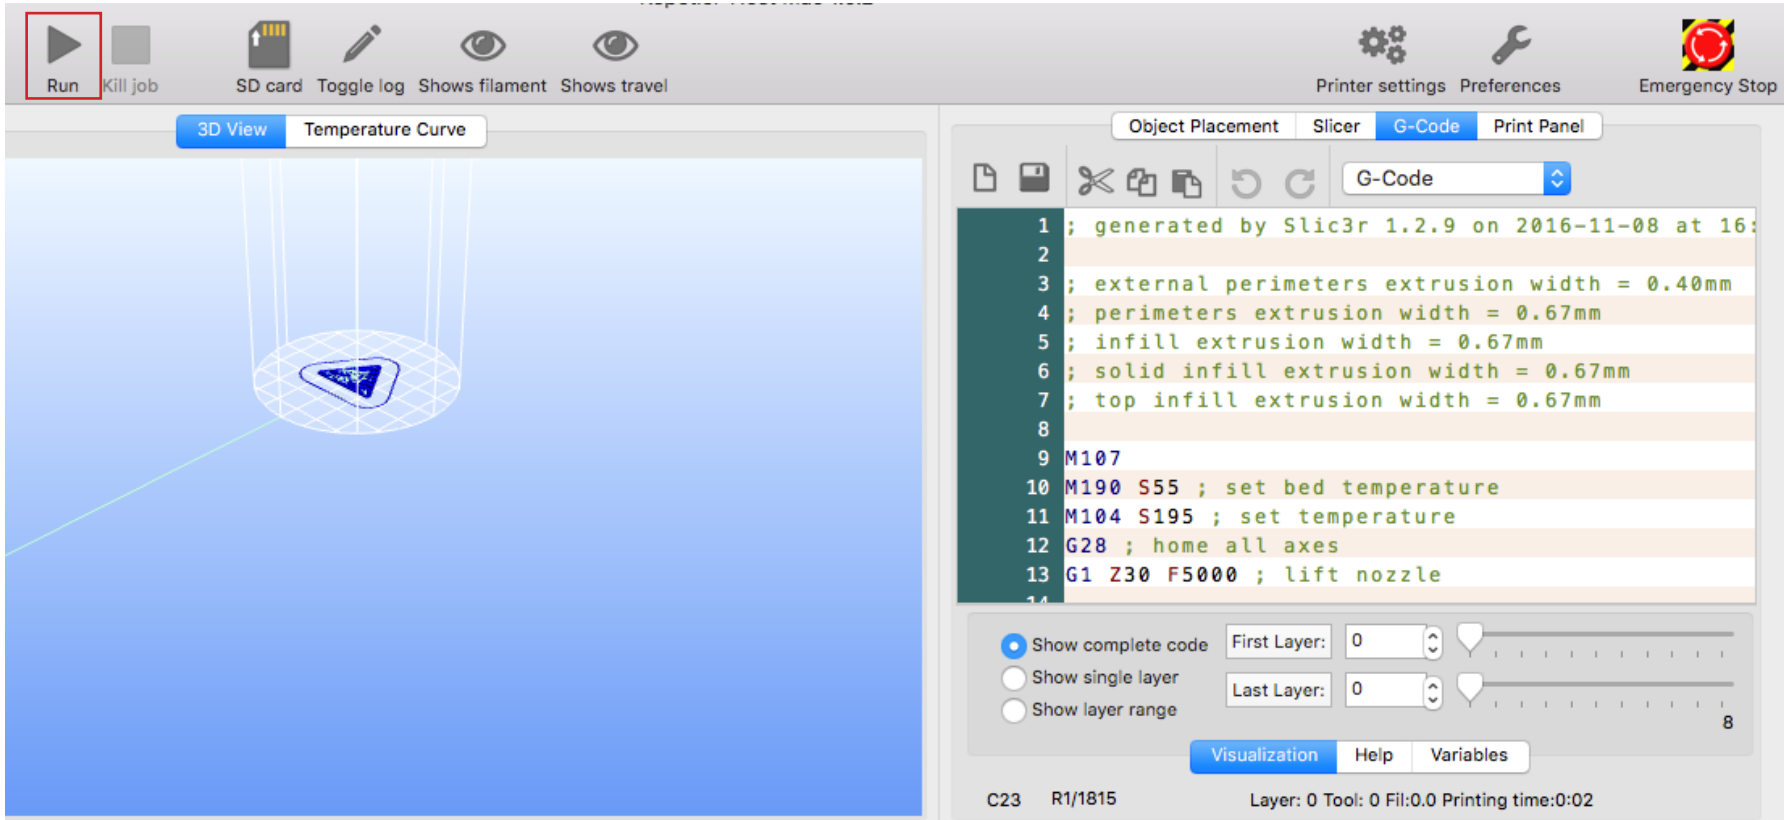 Run Kill job SD card Toggle log Shows filament Shows travel Printer settings Preferences Emergency Stop
3D View Temperature Curve
Object Placement Slicer G-Code Print Panel
G-Code
1 ; generated by Slic3r 1.2.9 on 2016-11-08 at 16:
2
3 ; external perimeters extrusion width = 0.40mm
4 ; perimeters extrusion width = 0.67mm
5 ; infill extrusion width = 0.67mm
6 ; solid infill extrusion width = 0.67mm
7 ; top infill extrusion width = 0.67mm
8
9 M107
10 M190 S55 ; set bed temperature
11 M104 S195 ; set temperature
12 G28 ; home all axes
13 G1 Z30 F5000 ; lift nozzle
14
Show complete code First Layer: 0
Show single layer
Last Layer: 0
Show layer range
8
Visualization Help Variables
C23 R1/1815 Layer: 0 Tool: 0 Fil:0.0 Printing time:0:02